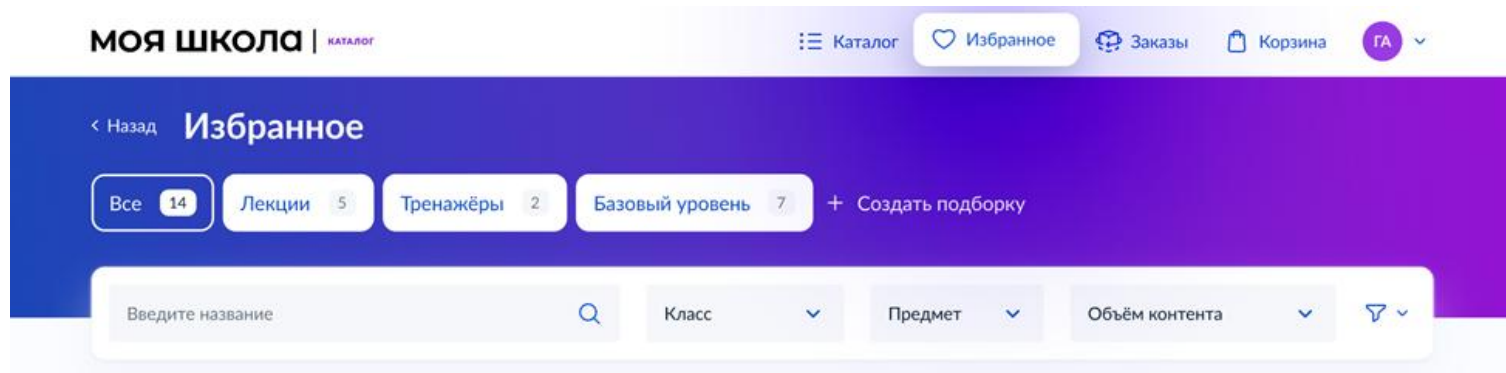 МОЯ ШКОЛА | КАТАЛОГ Каталог Избранное Заказы Корзина ГА
< Назад Избранное
Все 14 Лекции 5 Тренажёры 2 Базовый уровень 7 + Создать подборку
Введите название Класс Предмет Объём контента